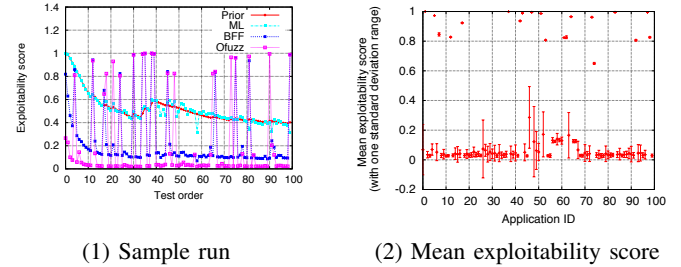 1.4
1.2
1
0.8
0.6
0.4
0.2
0
Exploitability score
Prior
ML
BFF
Ofuzz
0 10 20 30 40 50 60 70 80 90 100
Test order
(1) Sample run
1
0.8
0.6
0.4
0.2
0
-0.2
Mean exploitability score
(with one standard deviation range)
0 10 20 30 40 50 60 70 80 90 100
Application ID
(2) Mean exploitability score